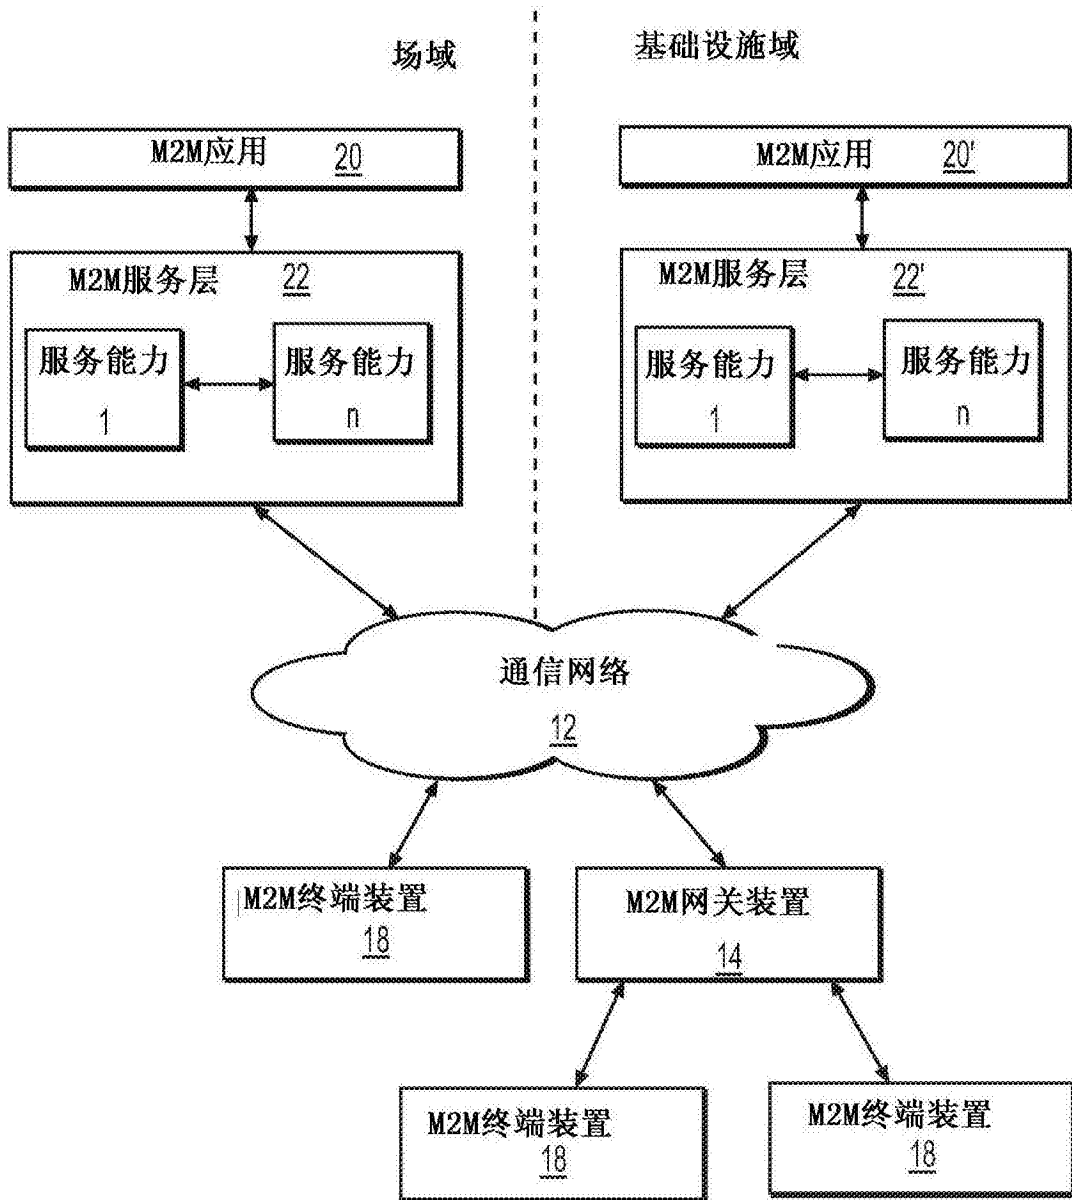 场域
基础设施域
M2M应用 20
M2M应用 20'
M2M服务层 22
M2M服务层 22'
服务能力
1
服务能力
n
服务能力
1
服务能力
n
通信网络
12
M2M终端装置
18
M2M网关装置
14
M2M终端装置
18
M2M终端装置
18